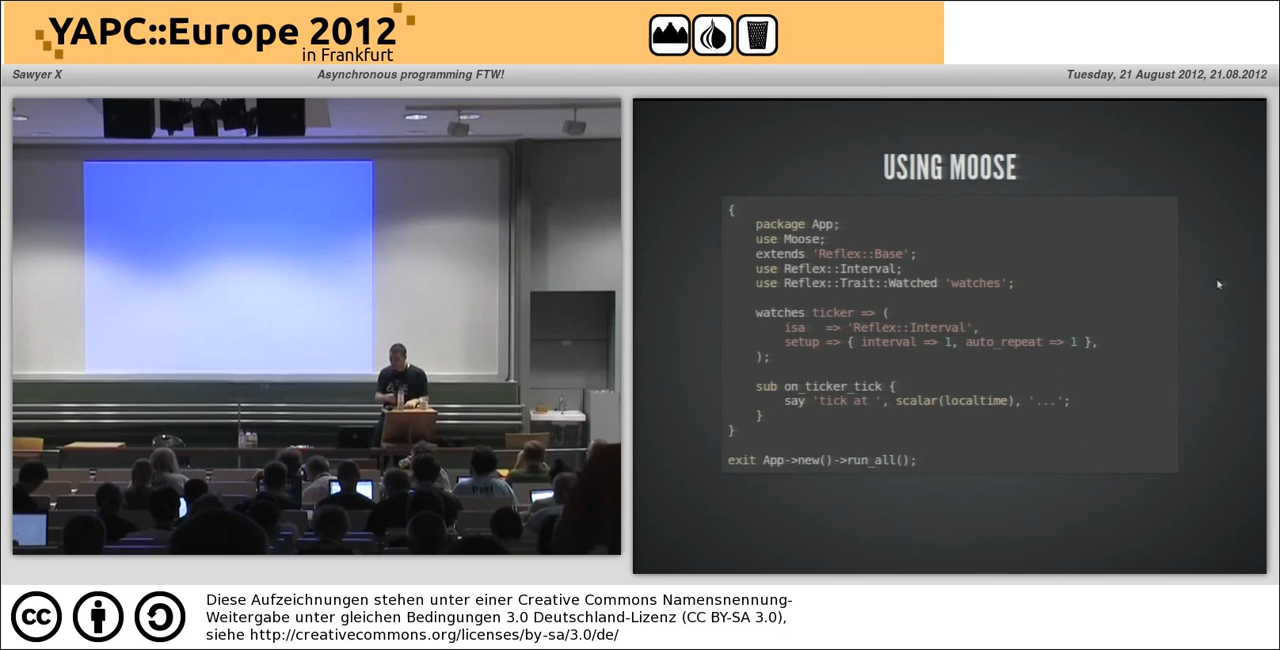 YAPC::Europe 2012
in Frankfurt
Sawyer X
Asynchronous programming FTW!
Tuesday, 21 August 2012, 21.08.2012
USING MOOSE
{
    package App;
    use Moose;
    extends 'Reflex::Base';
    use Reflex::Interval;
    use Reflex::Trait::Watched 'watches';
    watches ticker => (
        isa   => 'Reflex::Interval',
        setup => { interval => 1, auto_repeat => 1 },
    );
    sub on_ticker_tick {
        say 'tick at ', scalar(localtime), '...';
    }
}
exit App->new()->run_all();
Perl
cc
Diese Aufzeichnungen stehen unter einer Creative Commons Namensnennung-
Weitergabe unter gleichen Bedingungen 3.0 Deutschland-Lizenz (CC BY-SA 3.0),
siehe http://creativecommons.org/licenses/by-sa/3.0/de/